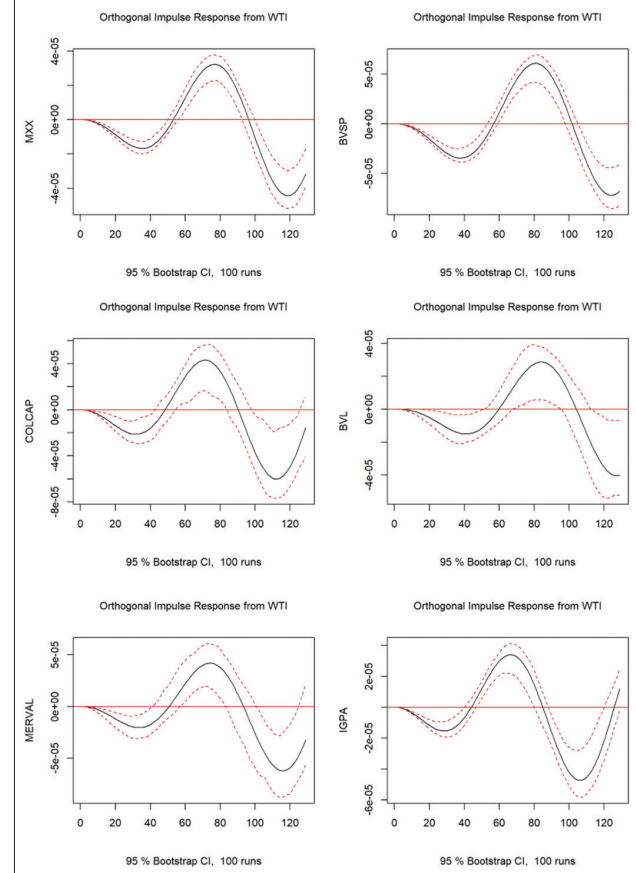 Orthogonal Impulse Response from WTI
MXX
4e-05
0e+00
-4e-05
0 20 40 60 80 100 120
95 % Bootstrap CI, 100 runs
Orthogonal Impulse Response from WTI
BVSP
5e-05
0e+00
-5e-05
0 20 40 60 80 100 120
95 % Bootstrap CI, 100 runs
Orthogonal Impulse Response from WTI
COLCAP
4e-05
0e+00
-4e-05
-8e-05
0 20 40 60 80 100 120
95 % Bootstrap CI, 100 runs
Orthogonal Impulse Response from WTI
BVL
4e-05
0e+00
-4e-05
0 20 40 60 80 100 120
95 % Bootstrap CI, 100 runs
Orthogonal Impulse Response from WTI
MERVAL
5e-05
0e+00
-5e-05
0 20 40 60 80 100 120
95 % Bootstrap CI, 100 runs
Orthogonal Impulse Response from WTI
IGPA
2e-05
-2e-05
-6e-05
0 20 40 60 80 100 120
95 % Bootstrap CI, 100 runs